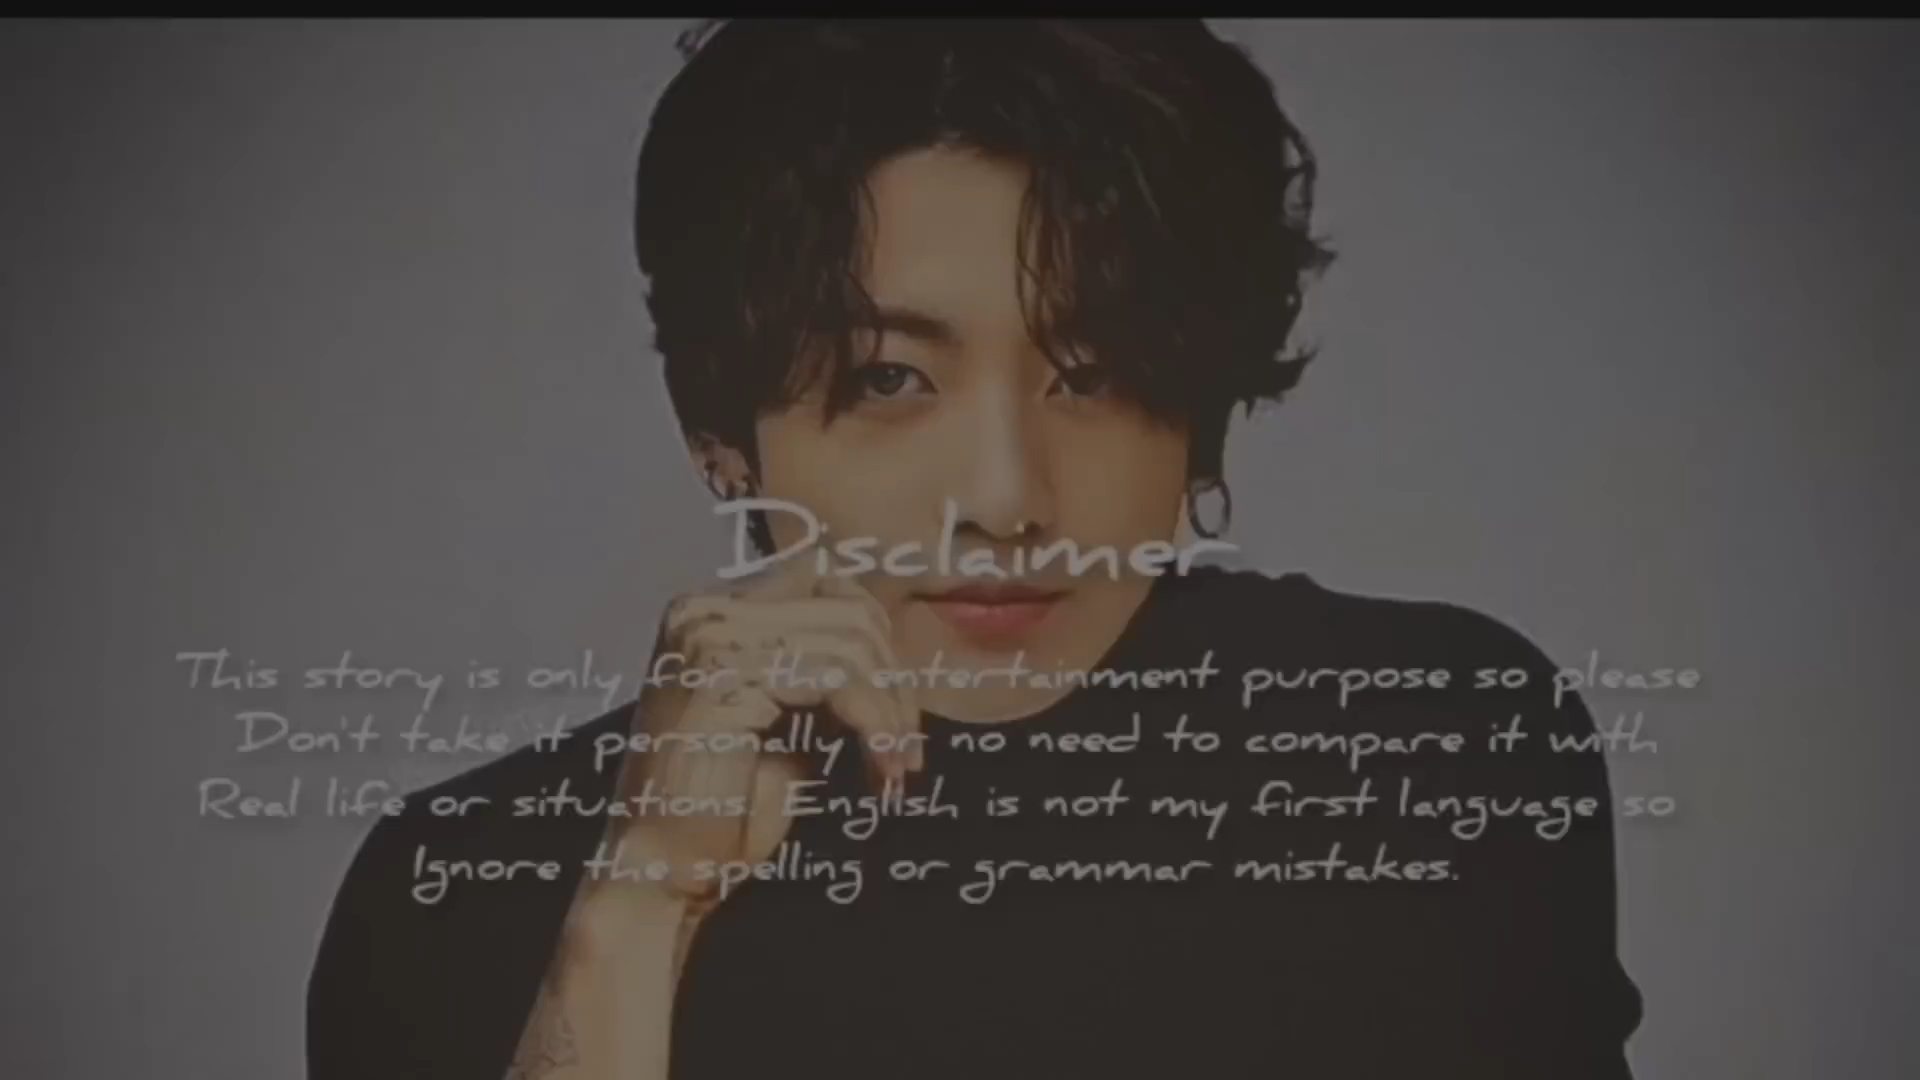 Disclaimer
This story is only for the entertainment purpose so please
Don't take it personally or no need to compare it with
Real life or situations. English is not my first language so
Ignore the spelling or grammar mistakes.